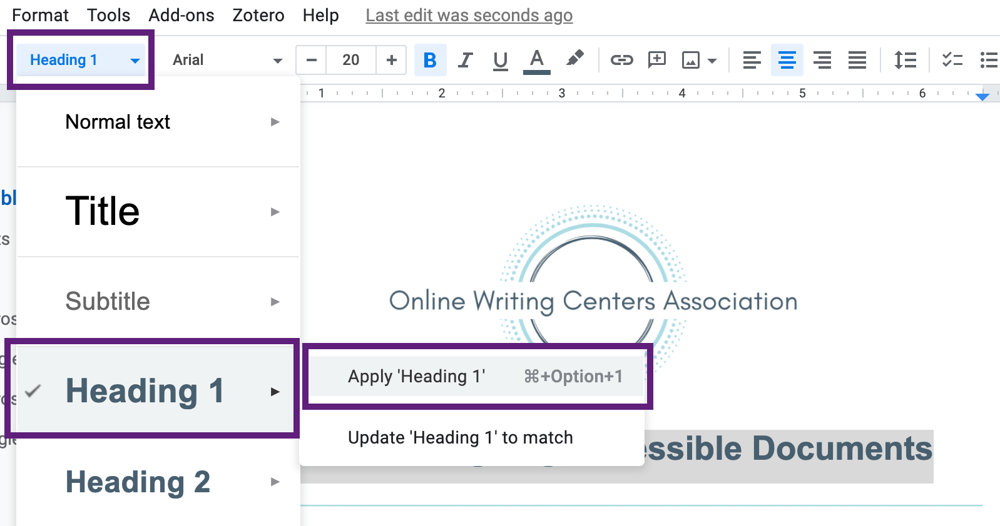 Format Tools Add-ons Zotero Help Last edit was seconds ago
Heading 1 Arial − 20 + B I U A
1 2 3 4 5 6
Normal text
Title
Subtitle
Online Writing Centers Association
Heading 1
Apply 'Heading 1' ⌘+Option+1
Update 'Heading 1' to match
essible Documents
Heading 2